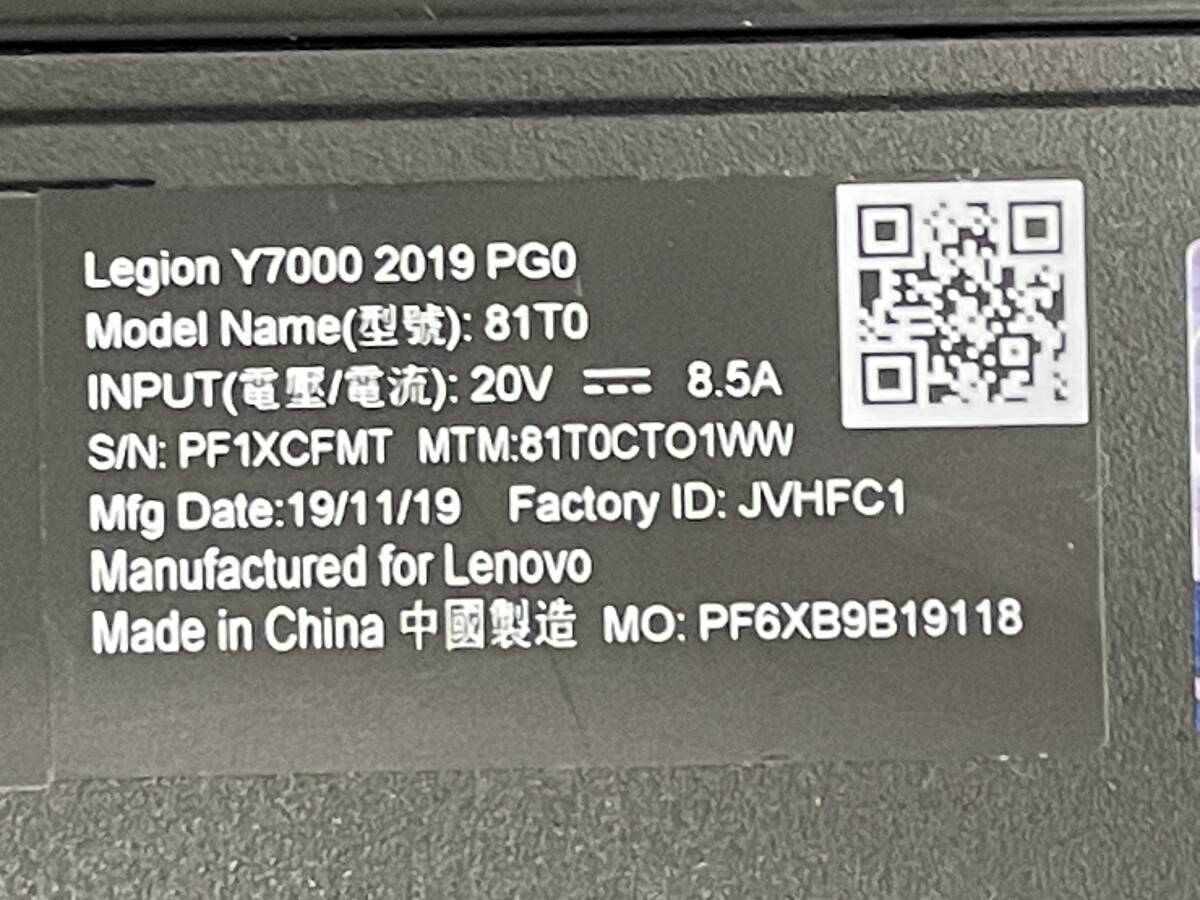 Legion Y7000 2019 PG0
Model Name(型號): 81T0
INPUT(電壓/電流): 20V ⎓ 8.5A
S/N: PF1XCFMT MTM:81T0CTO1WW
Mfg Date:19/11/19 Factory ID: JVHFC1
Manufactured for Lenovo
Made in China 中國製造 MO: PF6XB9B19118